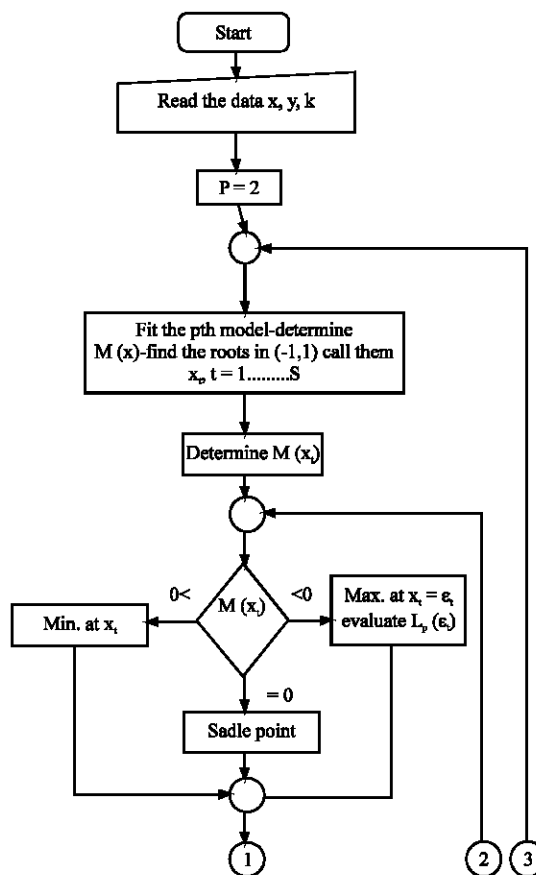 Start
Read the data x, y, k
P = 2
Fit the pth model-determine
M (x)-find the roots in (-1,1) call them
xₜ, t = 1.........S
Determine M (xₜ)
0<
<0
M (xₜ)
Min. at xₜ
Max. at xₜ = εₜ
evaluate Lₚ (εₜ)
= 0
Sadle point
1
2
3